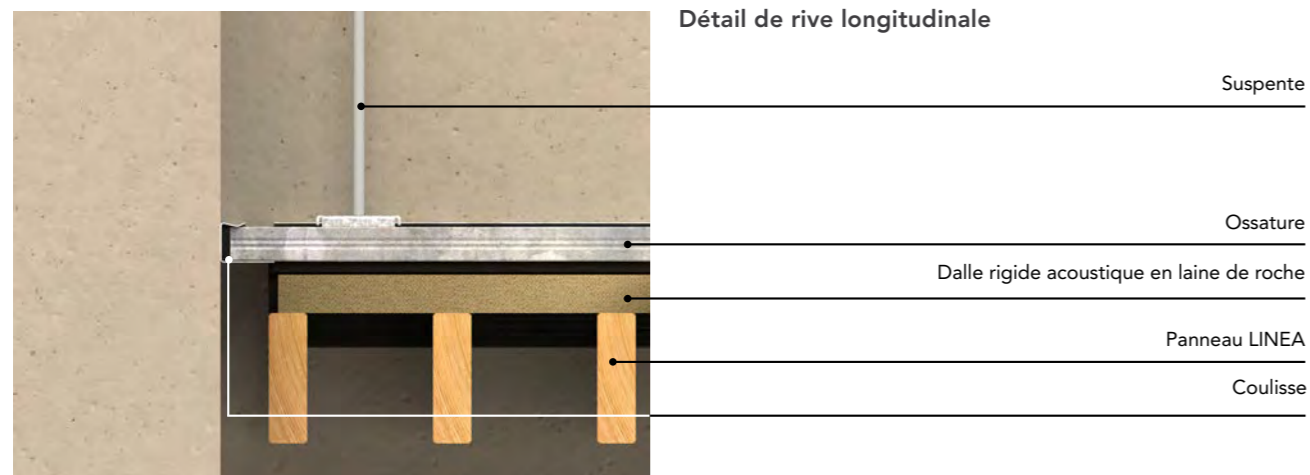 Détail de rive longitudinale
Suspente
Ossature
Dalle rigide acoustique en laine de roche
Panneau LINEA
Coulisse